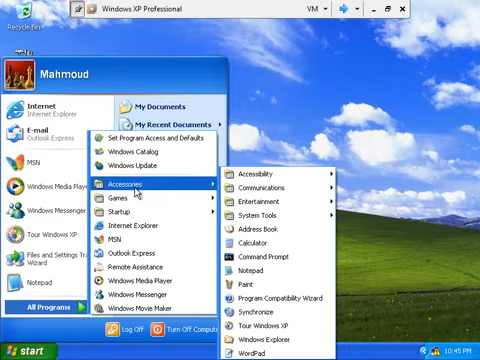 Windows XP Professional
VM
Recycle Bin
Mahmoud
Internet
Internet Explorer
E-mail
Outlook Express
MSN
Windows Media Play
Windows Messenger
Tour Windows XP
Files and Settings Tra
Wizard
Notepad
All Programs
My Documents
My Recent Documents
Set Program Access and Defaults
Windows Catalog
Windows Update
Accessories
Games
Startup
Internet Explorer
MSN
Outlook Express
Remote Assistance
Windows Media Player
Windows Messenger
Windows Movie Maker
Accessibility
Communications
Entertainment
System Tools
Address Book
Calculator
Command Prompt
Notepad
Paint
Program Compatibility Wizard
Synchronize
Tour Windows XP
Windows Explorer
WordPad
Log Off
Turn Off Compute
start
10:45 PM